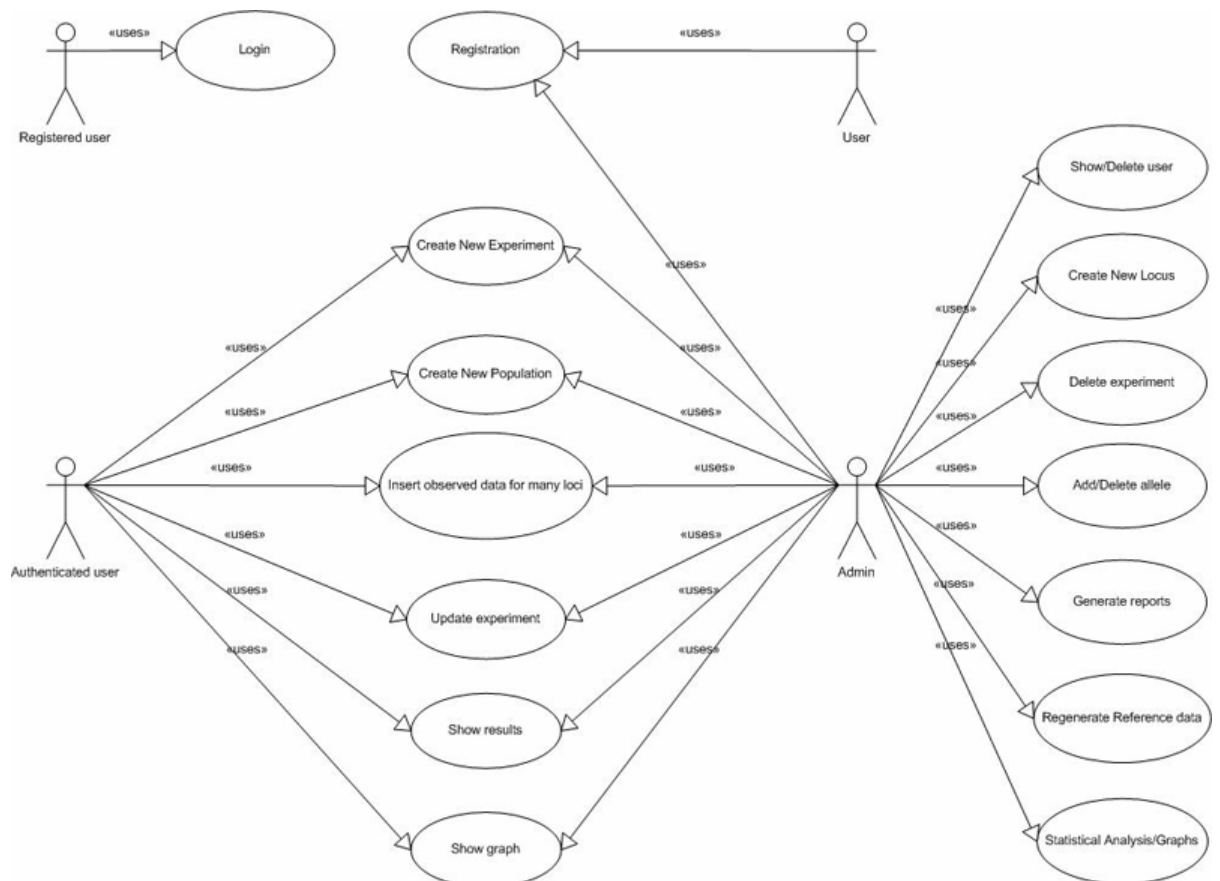 «uses»
Login
Registration
«uses»
Registered user
User
Show/Delete user
Create New Experiment
«uses»
Create New Locus
«uses»
«uses»
«uses»
«uses»
Create New Population
Delete experiment
«uses»
«uses»
«uses»
«uses»
Insert observed data for many loci
«uses»
«uses»
Add/Delete allele
Authenticated user
Admin
«uses»
«uses»
«uses»
«uses»
«uses»
«uses»
Update experiment
Generate reports
«uses»
«uses»
«uses»
Show results
Regenerate Reference data
Show graph
Statistical Analysis/Graphs